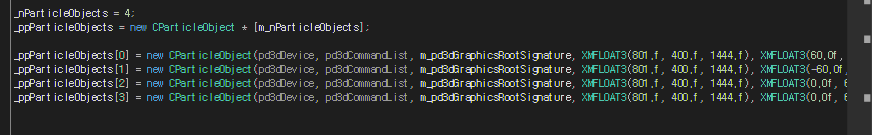 _nParticleObjects = 4;
_ppParticleObjects = new CParticleObject * [m_nParticleObjects];
_ppParticleObjects[0] = new CParticleObject(pd3dDevice, pd3dCommandList, m_pd3dGraphicsRootSignature, XMFLOAT3(801.f, 400.f, 1444.f), XMFLOAT3(60.0f,
_ppParticleObjects[1] = new CParticleObject(pd3dDevice, pd3dCommandList, m_pd3dGraphicsRootSignature, XMFLOAT3(801.f, 400.f, 1444.f), XMFLOAT3(-60.0f,
_ppParticleObjects[2] = new CParticleObject(pd3dDevice, pd3dCommandList, m_pd3dGraphicsRootSignature, XMFLOAT3(801.f, 400.f, 1444.f), XMFLOAT3(0.0f, 6
_ppParticleObjects[3] = new CParticleObject(pd3dDevice, pd3dCommandList, m_pd3dGraphicsRootSignature, XMFLOAT3(801.f, 400.f, 1444.f), XMFLOAT3(0.0f, 6